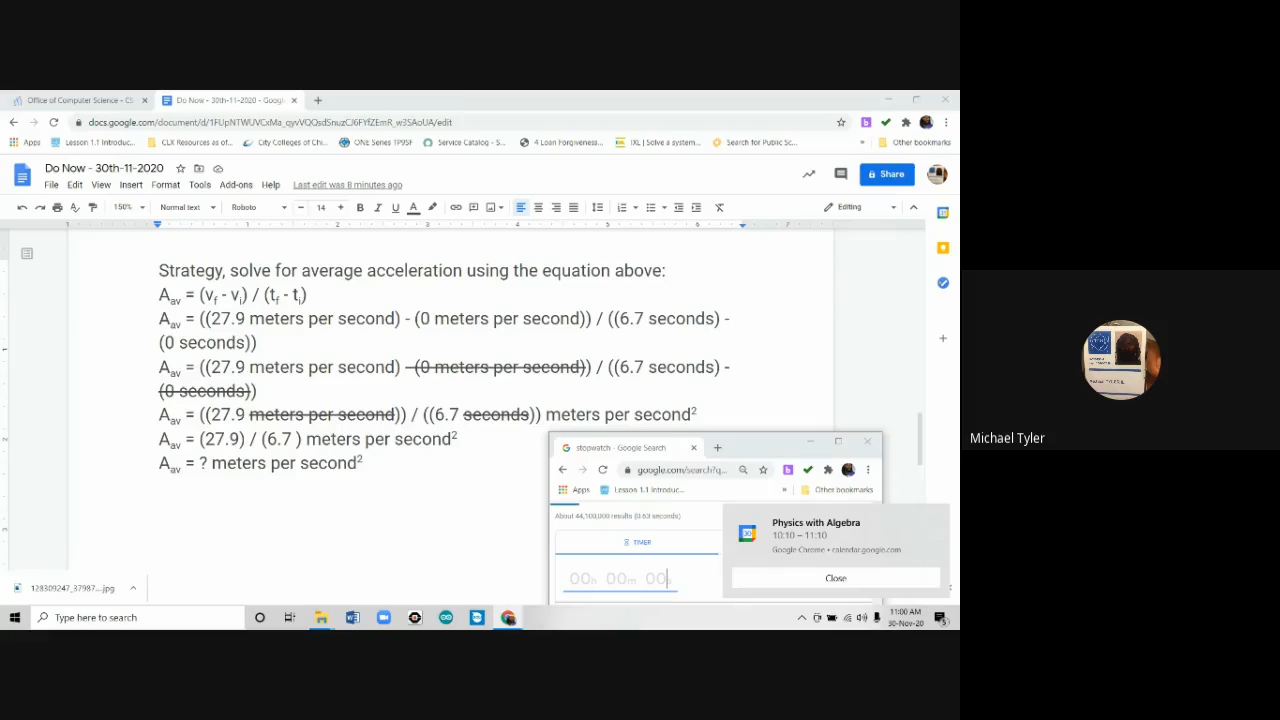 Office of Computer Science - CS
Do Now - 30th-11-2020 - Googl
docs.google.com/document/d/1FUpNTWUVCxMa_qyvVQQsdSnuzCJ6FYfZEmR_w3SAoUA/edit
Apps Lesson 1.1 Introduc... CLX Resources as of... City Colleges of Chi... ONE Series TP95F Service Catalog - S... 4 Loan Forgiveness... IXL | Solve a system... Search for Public Sc... » Other bookmarks
Do Now - 30th-11-2020
File Edit View Insert Format Tools Add-ons Help Last edit was 8 minutes ago
Share
150% Normal text Roboto 14 B I U A Editing
Strategy, solve for average acceleration using the equation above:
Aav = (vf - vi) / (tf - ti)
Aav = ((27.9 meters per second) - (0 meters per second)) / ((6.7 seconds) -
(0 seconds))
Aav = ((27.9 meters per second) - (0 meters per second)) / ((6.7 seconds) -
(0 seconds))
Aav = ((27.9 meters per second)) / ((6.7 seconds)) meters per second²
Aav = (27.9) / (6.7 ) meters per second²
Aav = ? meters per second²
stopwatch - Google Search
google.com/search?q...
Apps Lesson 1.1 Introduc... » Other bookmarks
About 44,100,000 results (0.63 seconds)
TIMER
00h 00m 00s
Physics with Algebra
10:10 – 11:10
Google Chrome • calendar.google.com
Close
128309247_37987....jpg
Type here to search
11:00 AM
30-Nov-20
Michael Tyler